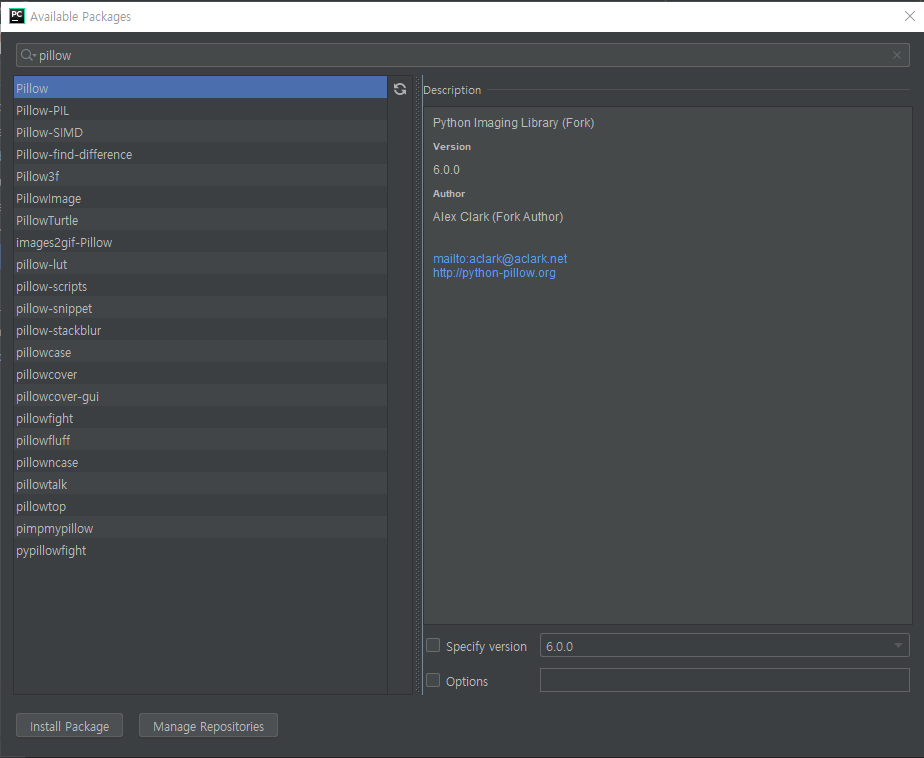 PC
Available Packages
pillow
Pillow
Pillow-PIL
Pillow-SIMD
Pillow-find-difference
Pillow3f
PillowImage
PillowTurtle
images2gif-Pillow
pillow-lut
pillow-scripts
pillow-snippet
pillow-stackblur
pillowcase
pillowcover
pillowcover-gui
pillowfight
pillowfluff
pillowncase
pillowtalk
pillowtop
pimpmypillow
pypillowfight
Description
Python Imaging Library (Fork)
Version
6.0.0
Author
Alex Clark (Fork Author)
mailto:aclark@aclark.net
http://python-pillow.org
Specify version 6.0.0
Options
Install Package Manage Repositories